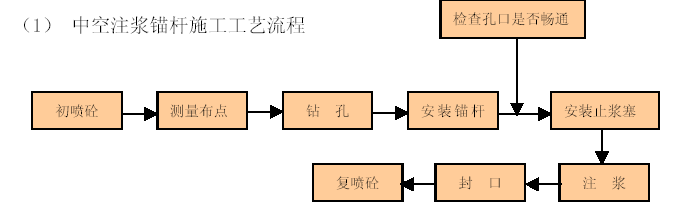 （1） 中空注浆锚杆施工工艺流程
检查孔口是否畅通
初喷砼
测量布点
钻 孔
安装锚杆
安装止浆塞
复喷砼
封 口
注 浆